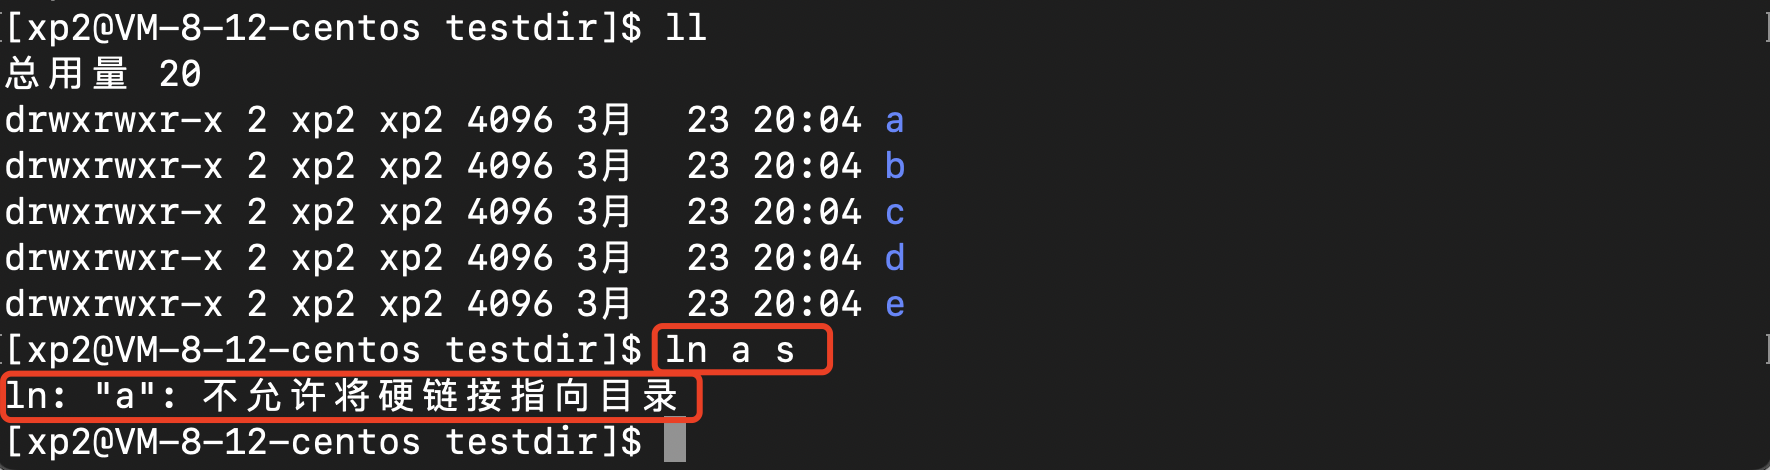 [xp2@VM-8-12-centos testdir]$ ll
总用量 20
drwxrwxr-x 2 xp2 xp2 4096 3月  23 20:04 a
drwxrwxr-x 2 xp2 xp2 4096 3月  23 20:04 b
drwxrwxr-x 2 xp2 xp2 4096 3月  23 20:04 c
drwxrwxr-x 2 xp2 xp2 4096 3月  23 20:04 d
drwxrwxr-x 2 xp2 xp2 4096 3月  23 20:04 e
[xp2@VM-8-12-centos testdir]$ ln a s
ln: "a": 不允许将硬链接指向目录
[xp2@VM-8-12-centos testdir]$